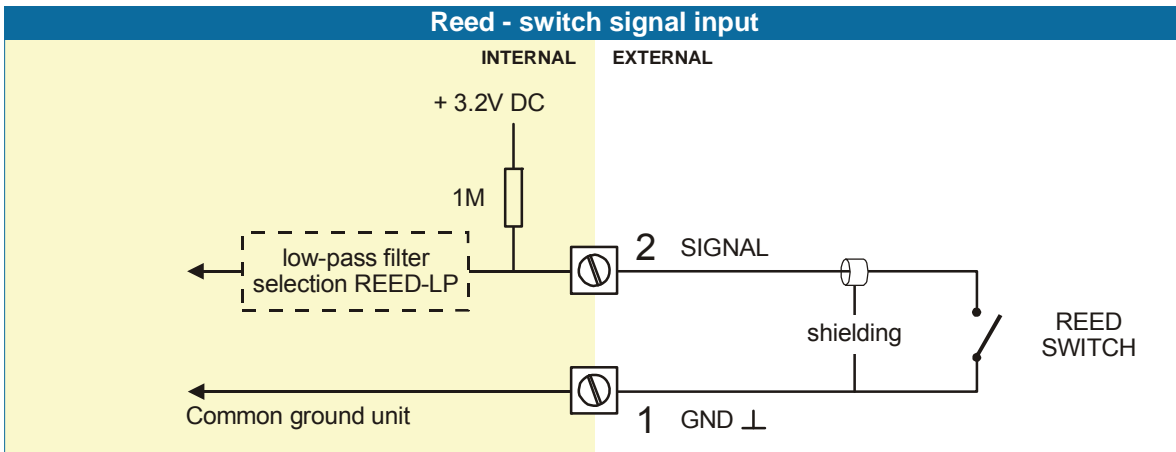 Reed - switch signal input
INTERNAL EXTERNAL
+ 3.2V DC
1M
low-pass filter
selection REED-LP
2 SIGNAL
shielding
REED
SWITCH
Common ground unit
1 GND ⊥